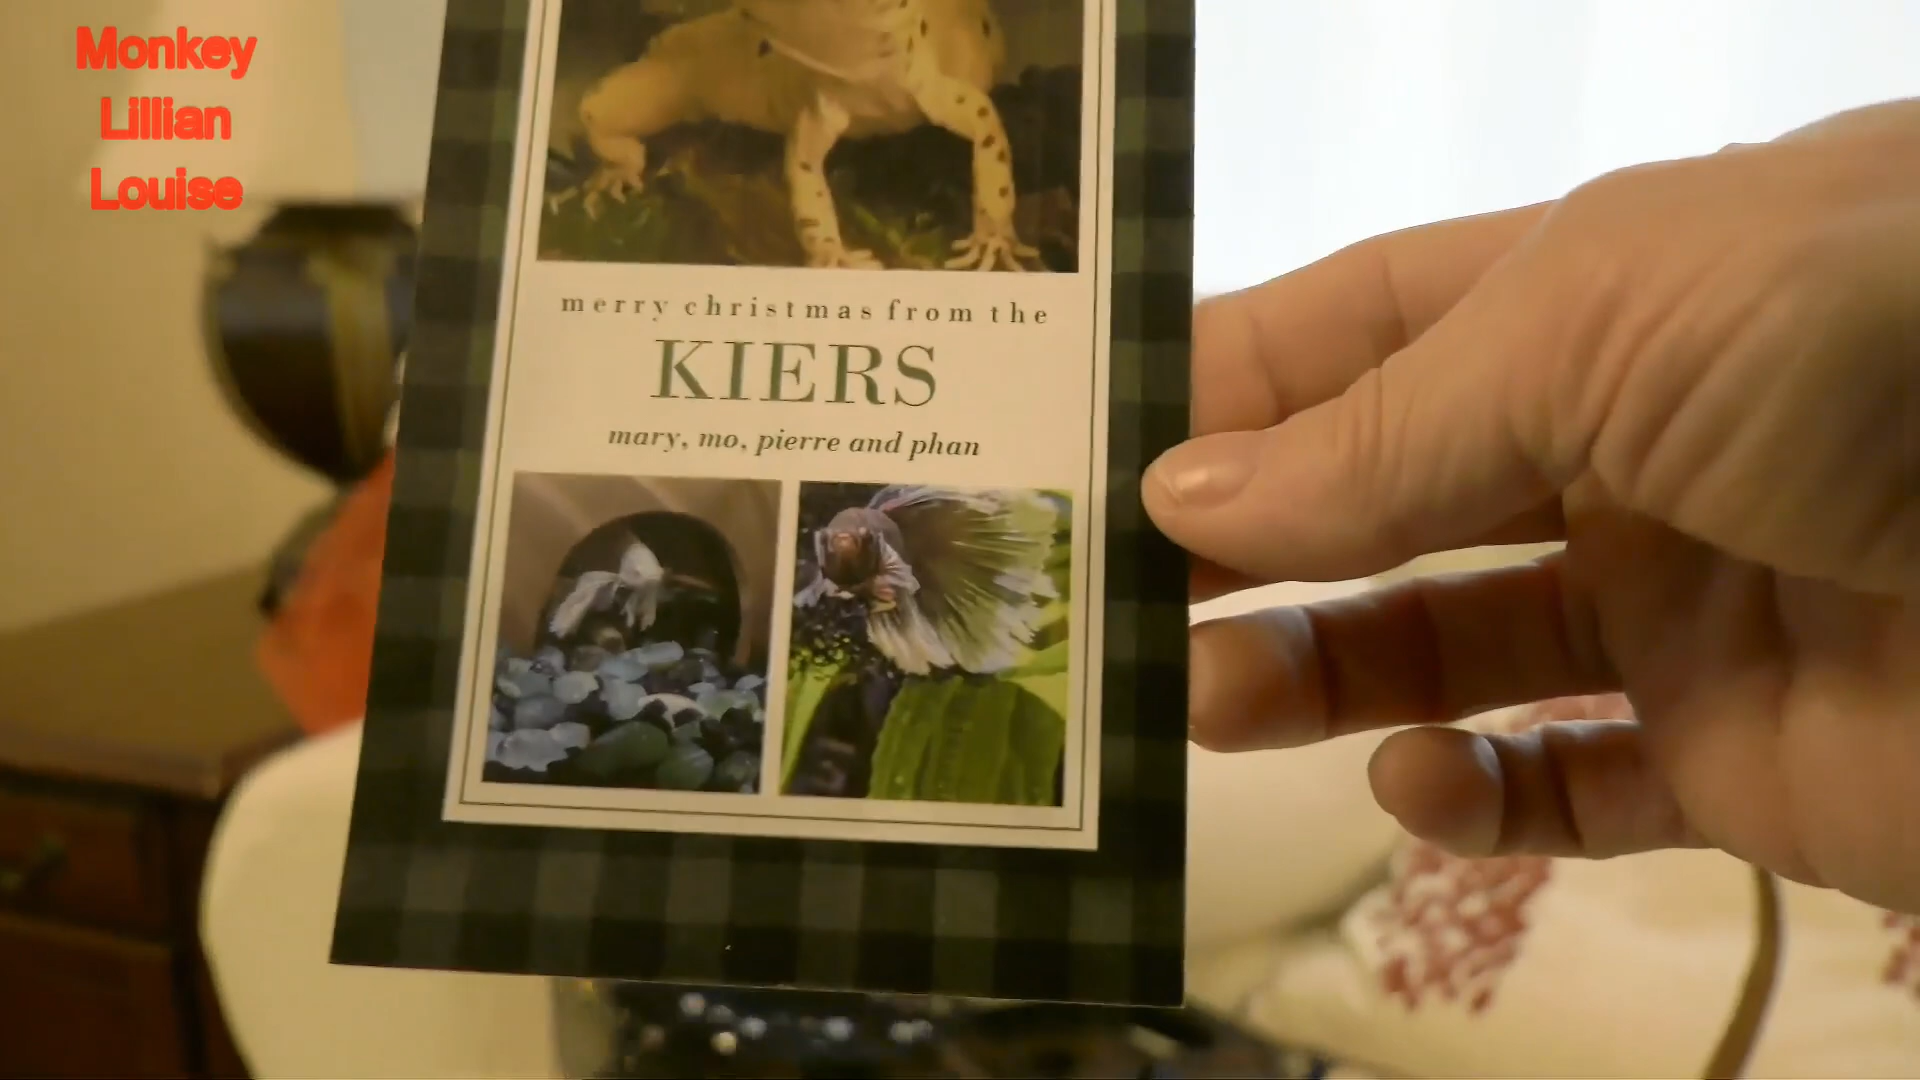 Monkey
Lillian
Louise
merry christmas from the
KIERS
mary, mo, pierre and phan